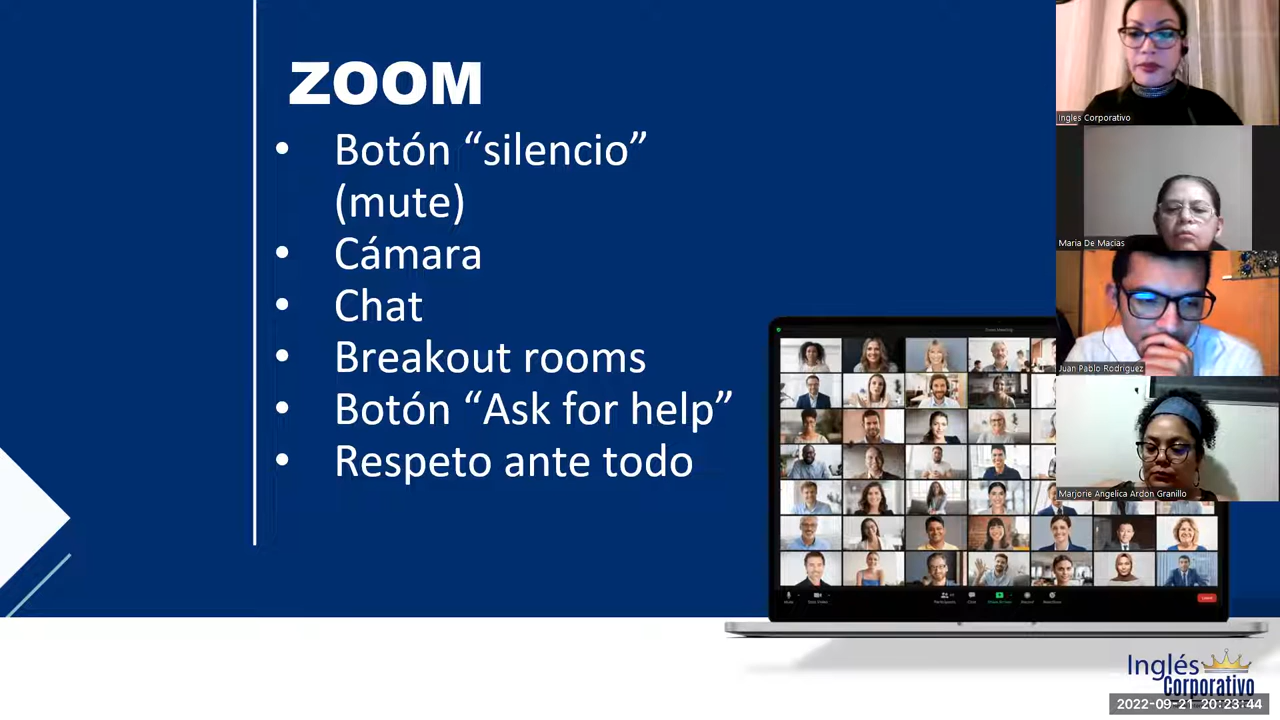 ZOOM
• Botón “silencio”
(mute)
• Cámara
• Chat
• Breakout rooms
• Botón “Ask for help”
• Respeto ante todo
Ingles Corporativo
Maria De Macias
Juan Pablo Rodriguez
Marjorie Angelica Ardon Granillo
Inglés
Corporativo
2022-09-21 20:23:44